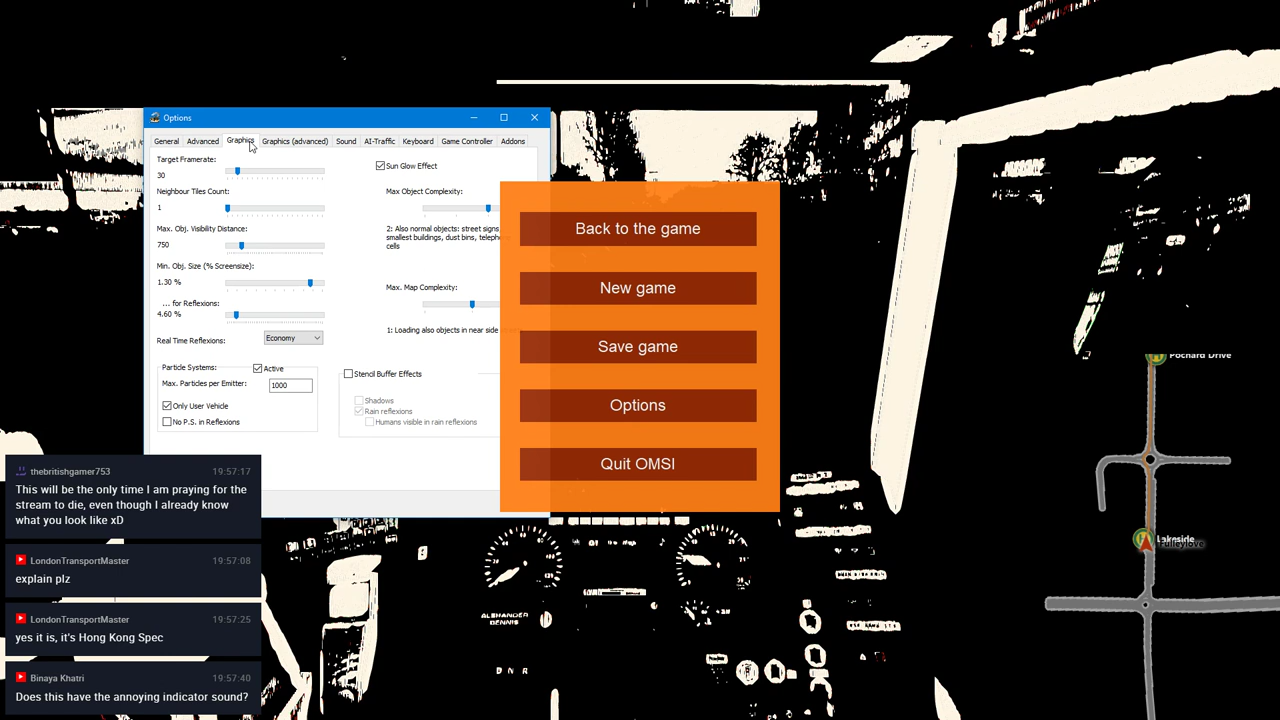 Options
General Advanced Graphics Graphics (advanced) Sound AI-Traffic Keyboard Game Controller Addons
Target Framerate:
30
Neighbour Tiles Count:
1
Max. Obj. Visibility Distance:
750
Min. Obj. Size (% Screensize):
1.30 %
... for Reflexions:
4.60 %
Real Time Reflexions:
Economy
Particle Systems:
Active
Max. Particles per Emitter:
1000
Only User Vehicle
No P.S. in Reflexions
Sun Glow Effect
Max Object Complexity:
2: Also normal objects: street signs
smallest buildings, dust bins, teleph
cells
Max. Map Complexity:
1: Loading also objects in near side
Stencil Buffer Effects
Shadows
Rain reflexions
Humans visible in rain reflexions
Back to the game
New game
Save game
Options
Quit OMSI
thebritishgamer753 19:57:17
This will be the only time I am praying for the
stream to die, even though I already know
what you look like xD
LondonTransportMaster 19:57:08
explain plz
LondonTransportMaster 19:57:25
yes it is, it's Hong Kong Spec
Binaya Khatri 19:57:40
Does this have the annoying indicator sound?
ALEXANDER
DENNIS
D N R
Pochard Drive
Lakeside